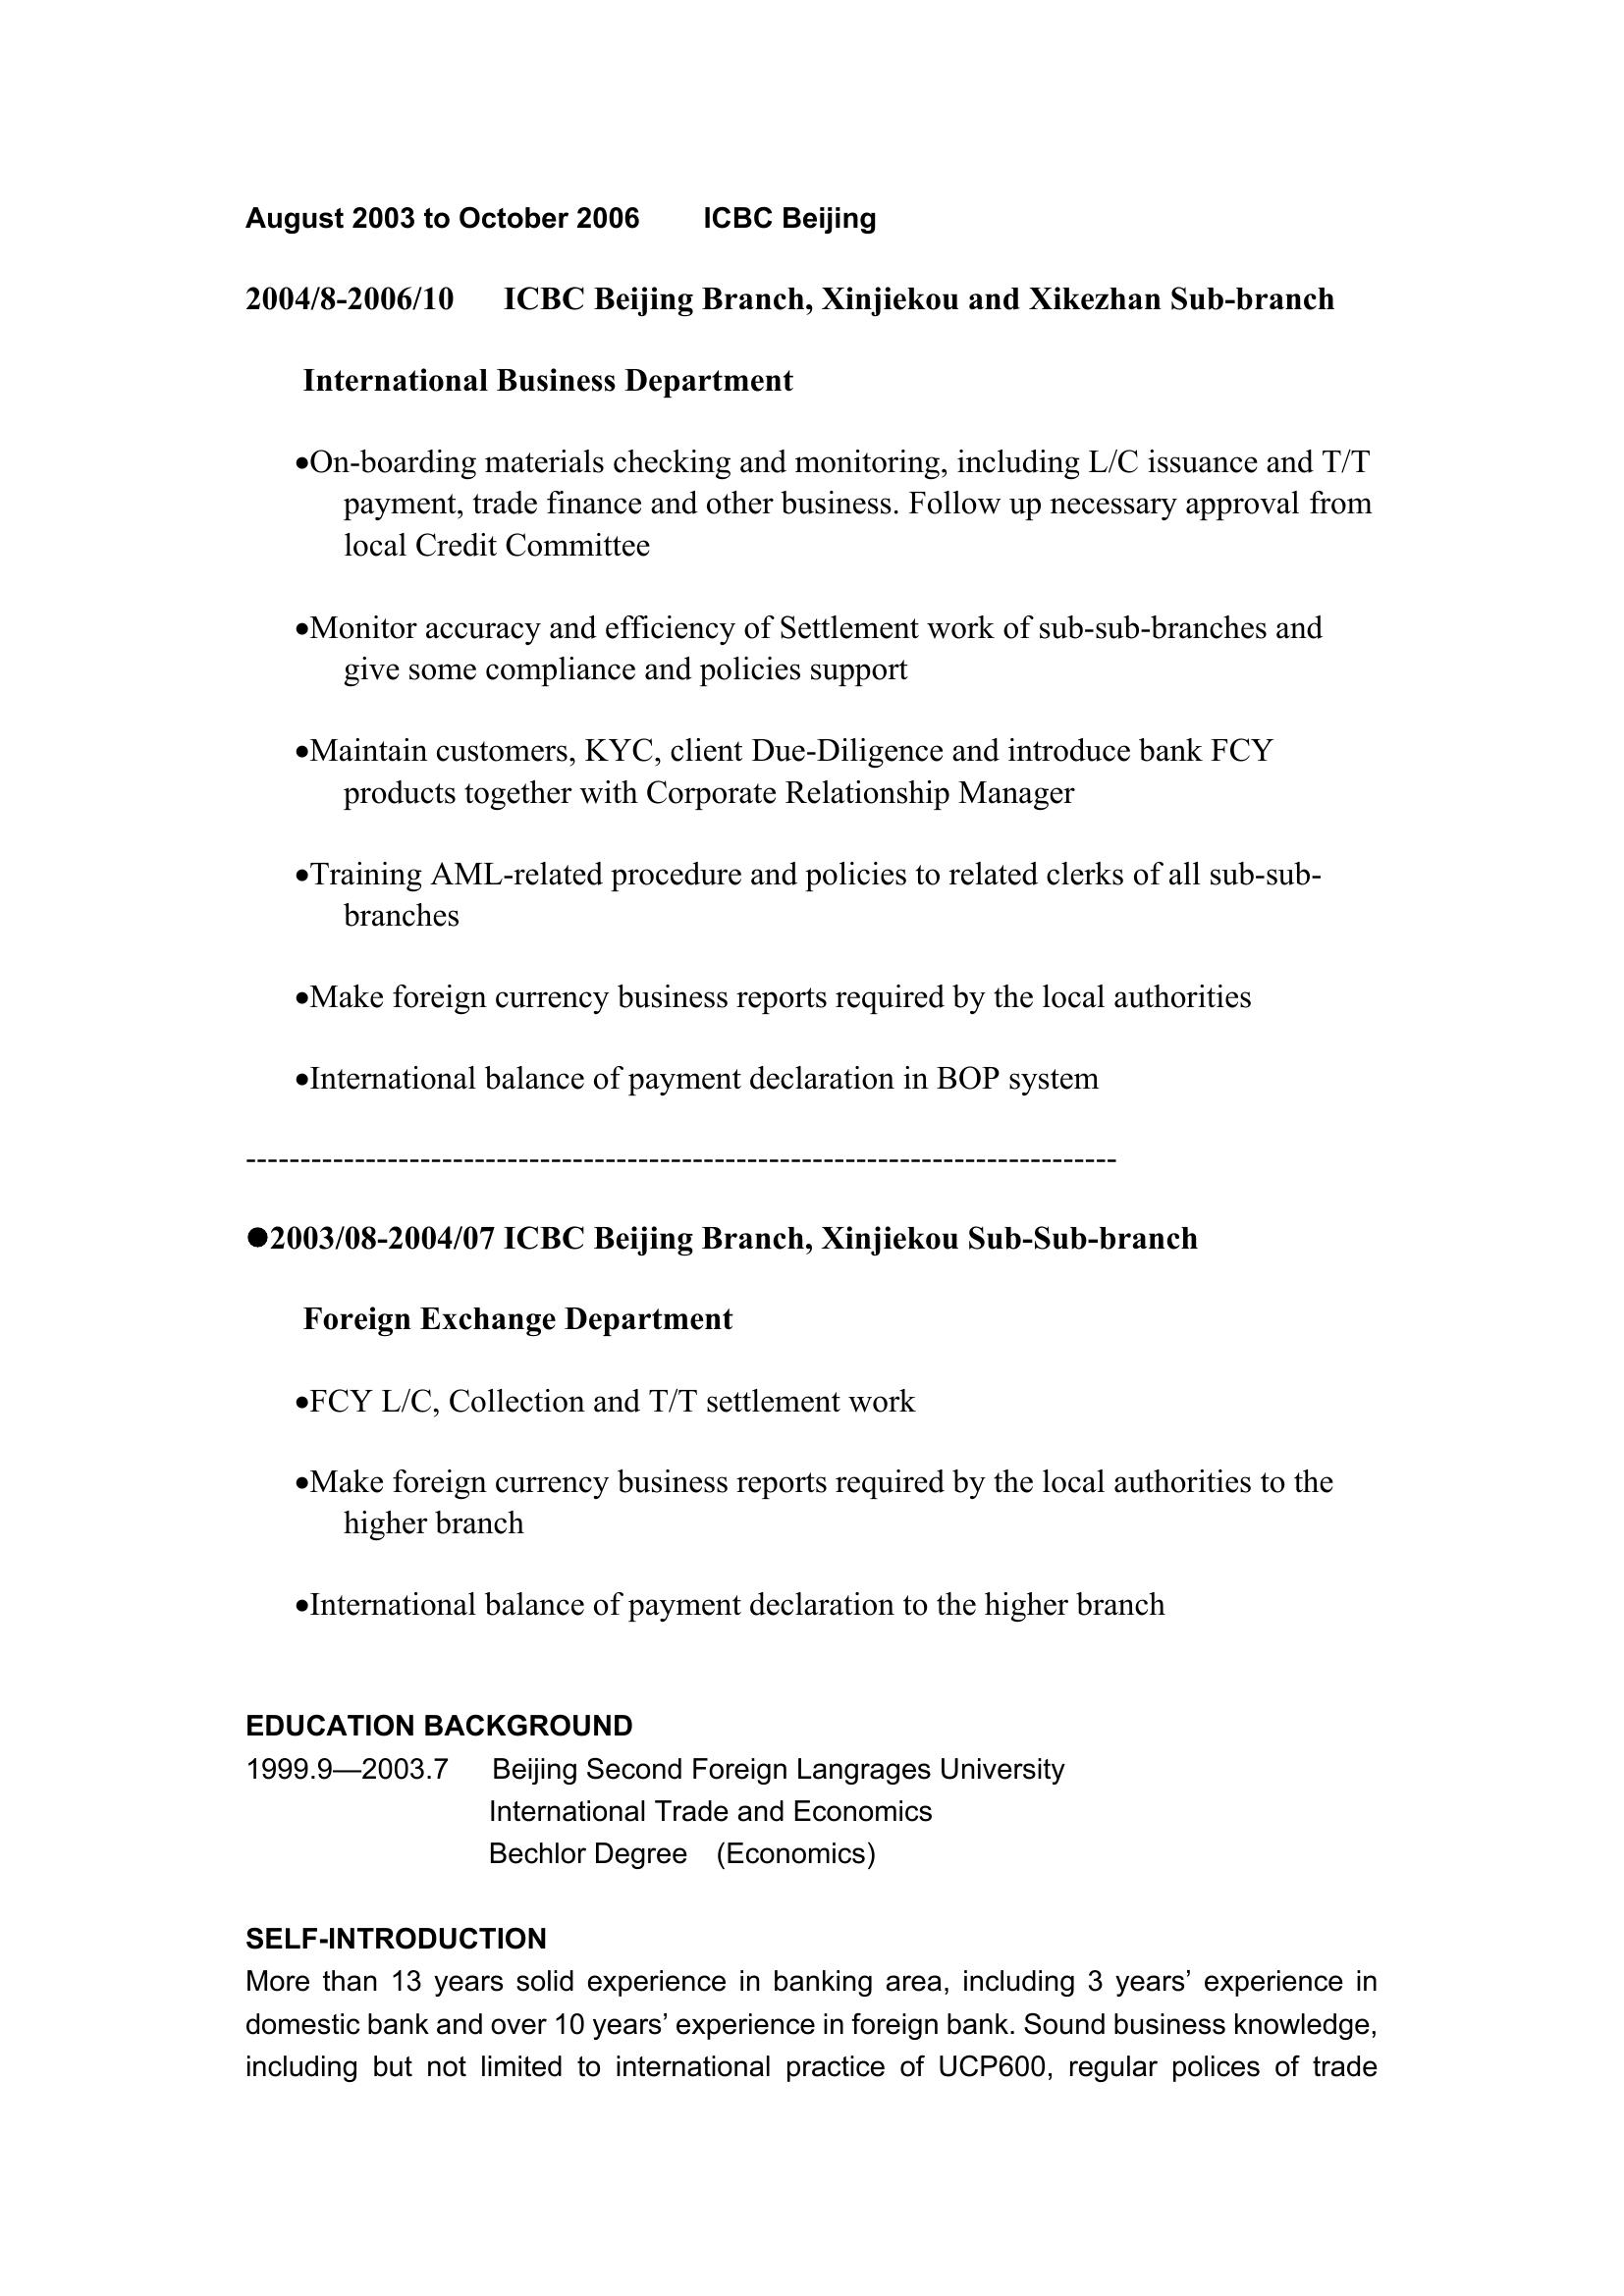 August 2003 to October 2006 ICBC Beijing
2004/8-2006/10 ICBC Beijing Branch, Xinjiekou and Xikezhan Sub-branch
International Business Department
•On-boarding materials checking and monitoring, including L/C issuance and T/T
payment, trade finance and other business. Follow up necessary approval from
local Credit Committee
•Monitor accuracy and efficiency of Settlement work of sub-sub-branches and
give some compliance and policies support
•Maintain customers, KYC, client Due-Diligence and introduce bank FCY
products together with Corporate Relationship Manager
•Training AML-related procedure and policies to related clerks of all sub-sub-
branches
•Make foreign currency business reports required by the local authorities
•International balance of payment declaration in BOP system
--------------------------------------------------------------------------------
●2003/08-2004/07 ICBC Beijing Branch, Xinjiekou Sub-Sub-branch
Foreign Exchange Department
•FCY L/C, Collection and T/T settlement work
•Make foreign currency business reports required by the local authorities to the
higher branch
•International balance of payment declaration to the higher branch
EDUCATION BACKGROUND
1999.9—2003.7 Beijing Second Foreign Langrages University
International Trade and Economics
Bechlor Degree (Economics)
SELF-INTRODUCTION
More than 13 years solid experience in banking area, including 3 years’ experience in
domestic bank and over 10 years’ experience in foreign bank. Sound business knowledge,
including but not limited to international practice of UCP600, regular polices of trade